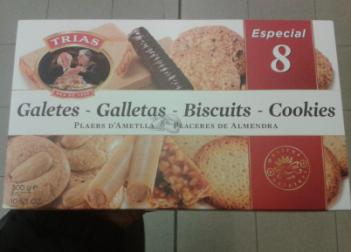 TRIAS
Especial
8
Galetes - Galletas - Biscuits - Cookies
PLAERS D'AMETLLA PLACERES DE ALMENDRA
300 g e